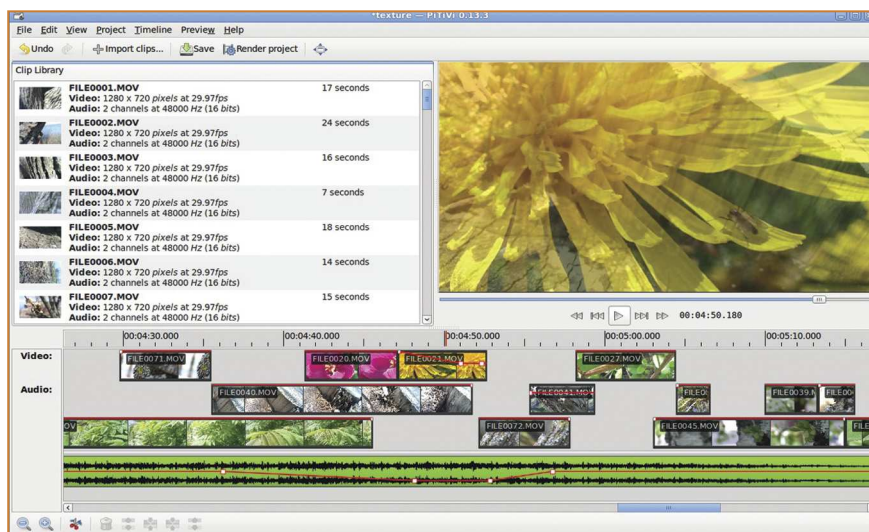 *texture — PiTiVi 0.13.3
File Edit View Project Timeline Preview Help
Undo Import clips... Save Render project
Clip Library
FILE0001.MOV 17 seconds
Video: 1280 x 720 pixels at 29.97fps
Audio: 2 channels at 48000 Hz (16 bits)
FILE0002.MOV 24 seconds
Video: 1280 x 720 pixels at 29.97fps
Audio: 2 channels at 48000 Hz (16 bits)
FILE0003.MOV 16 seconds
Video: 1280 x 720 pixels at 29.97fps
Audio: 2 channels at 48000 Hz (16 bits)
FILE0004.MOV 7 seconds
Video: 1280 x 720 pixels at 29.97fps
Audio: 2 channels at 48000 Hz (16 bits)
FILE0005.MOV 18 seconds
Video: 1280 x 720 pixels at 29.97fps
Audio: 2 channels at 48000 Hz (16 bits)
FILE0006.MOV 14 seconds
Video: 1280 x 720 pixels at 29.97fps
Audio: 2 channels at 48000 Hz (16 bits)
FILE0007.MOV 15 seconds
Video: 1280 x 720 pixels at 29.97fps
Audio: 2 channels at 48000 Hz (16 bits)
00:04:50.180
00:04:30.000 00:04:40.000 00:04:50.000 00:05:00.000 00:05:10.000
Video: FILE0071.MOV FILE0020.MOV FILE0021.MOV FILE0027.MOV
Audio: FILE0040.MOV FILE0041.MOV FILE0 FILE0039.M FILE00
OV FILE0072.MOV FILE0045.MOV